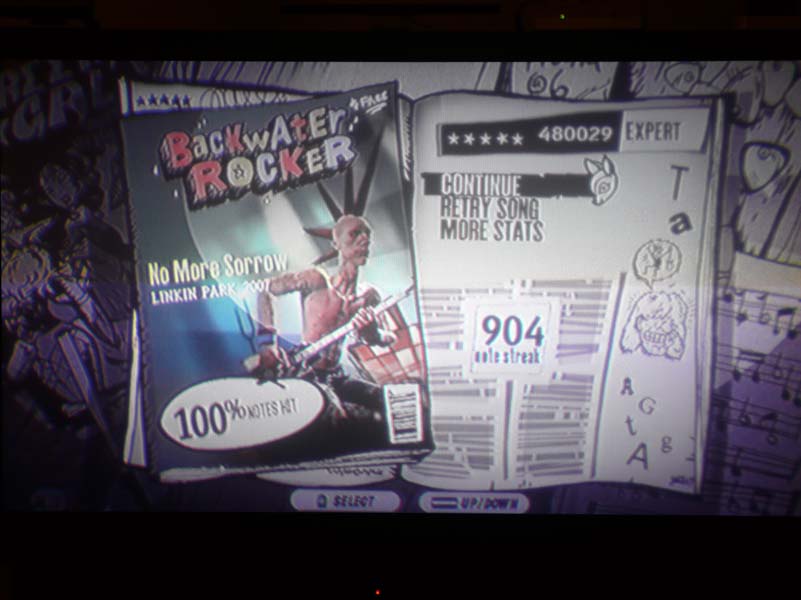 BACKWATER
ROCKER
FREE
No More Sorrow
LINKIN PARK 2007
100% NOTES HIT
480029 EXPERT
CONTINUE
RETRY SONG
MORE STATS
904
note streak
T
a
A
G
t
g
A
SELECT
UP/DOWN